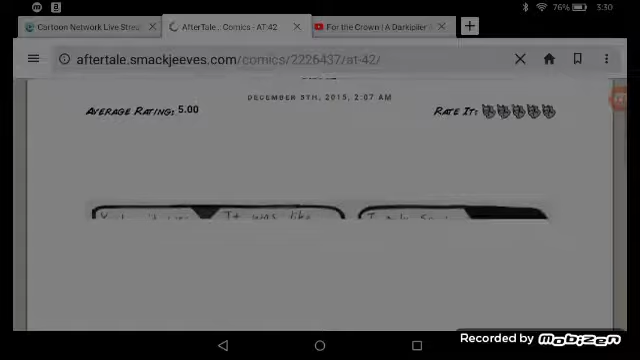 76% 3:30
Cartoon Network Live Strea
AfterTale.: Comics - AT:42
For the Crown | A Darkipiler
aftertale.smackjeeves.com/comics/2226437/at-42/
DECEMBER 5TH, 2015, 2:07 AM
AVERAGE RATING: 5.00
RATE IT:
It was like
Recorded by MOBIZEN